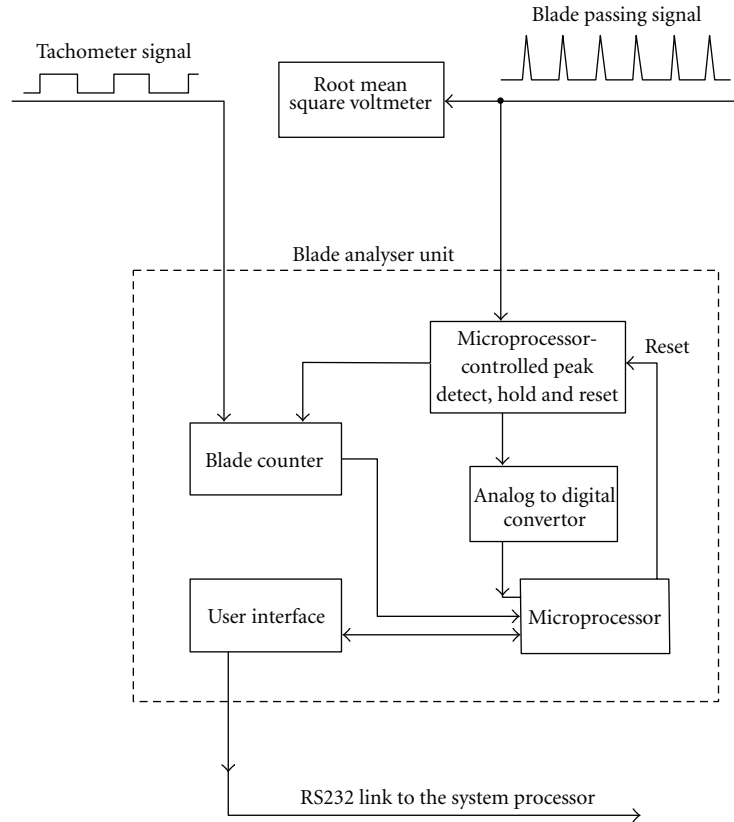 Blade passing signal
Tachometer signal
Root mean
square voltmeter
Blade analyser unit
Microprocessor-
controlled peak
detect, hold and reset
Reset
Blade counter
Analog to digital
convertor
User interface
Microprocessor
RS232 link to the system processor